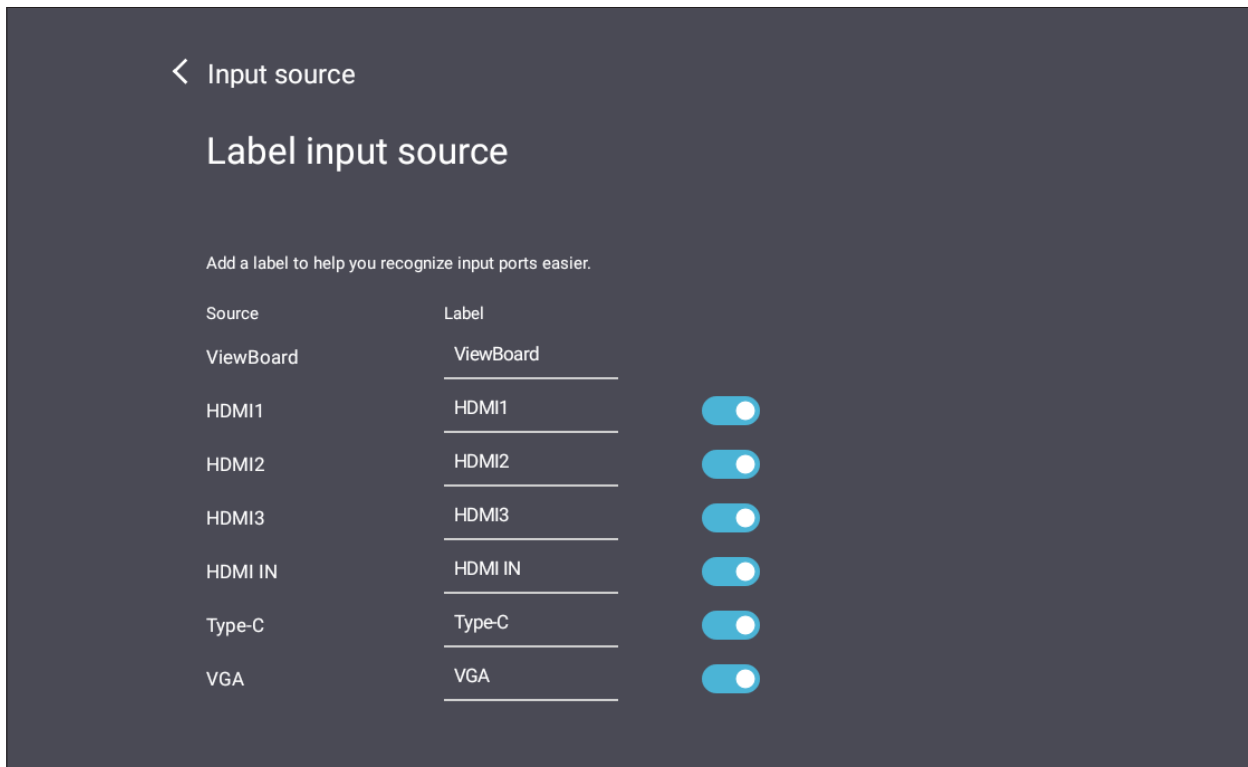 Input source
Label input source
Add a label to help you recognize input ports easier.
Source Label
ViewBoard ViewBoard
HDMI1 HDMI1
HDMI2 HDMI2
HDMI3 HDMI3
HDMI IN HDMI IN
Type-C Type-C
VGA VGA